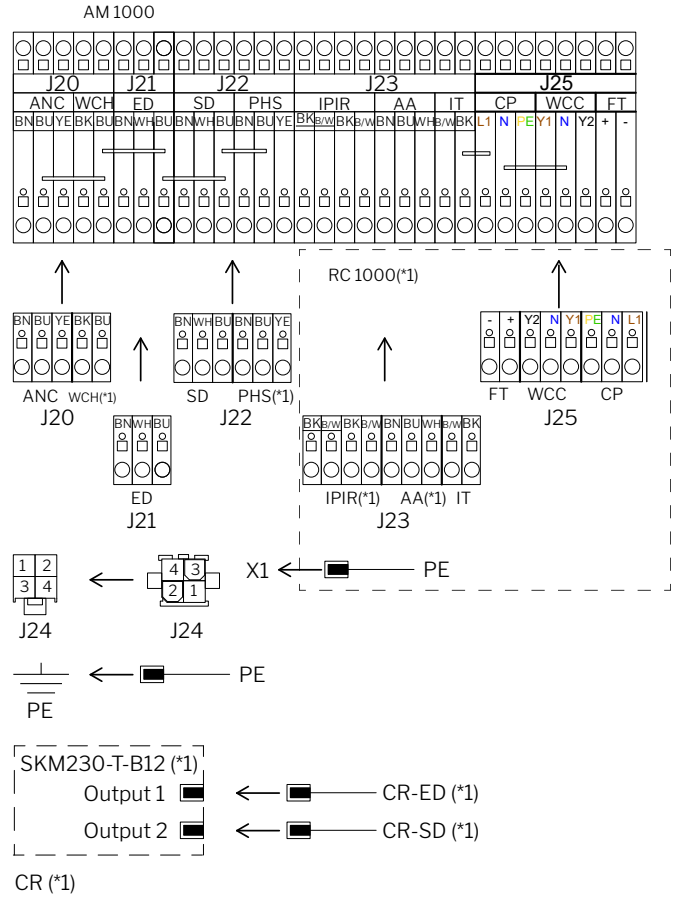 AM 1000
J20 J21 J22 J23 J25
ANC WCH ED SD PHS IPIR AA IT CP WCC FT
BN BU YE BK BU BN WH BU BN WH BU BN BU YE BK B/W BK B/W BN BU WH B/W BK L1 N PE Y1 N Y2 + -
RC 1000(*1)
BN BU YE BK BU BN WH BU BN BU YE - + Y2 N Y1 PE N L1
ANC WCH(*1) SD PHS(*1) FT WCC CP
J20 J22 J25
BN WH BU BK B/W BK B/W BN BU WH B/W BK
ED IPIR(*1) AA(*1) IT
J21 J23
1 2 4 3 X1 PE
3 4 2 1
J24 J24
PE
PE
SKM230-T-B12 (*1)
Output 1 CR-ED (*1)
Output 2 CR-SD (*1)
CR (*1)